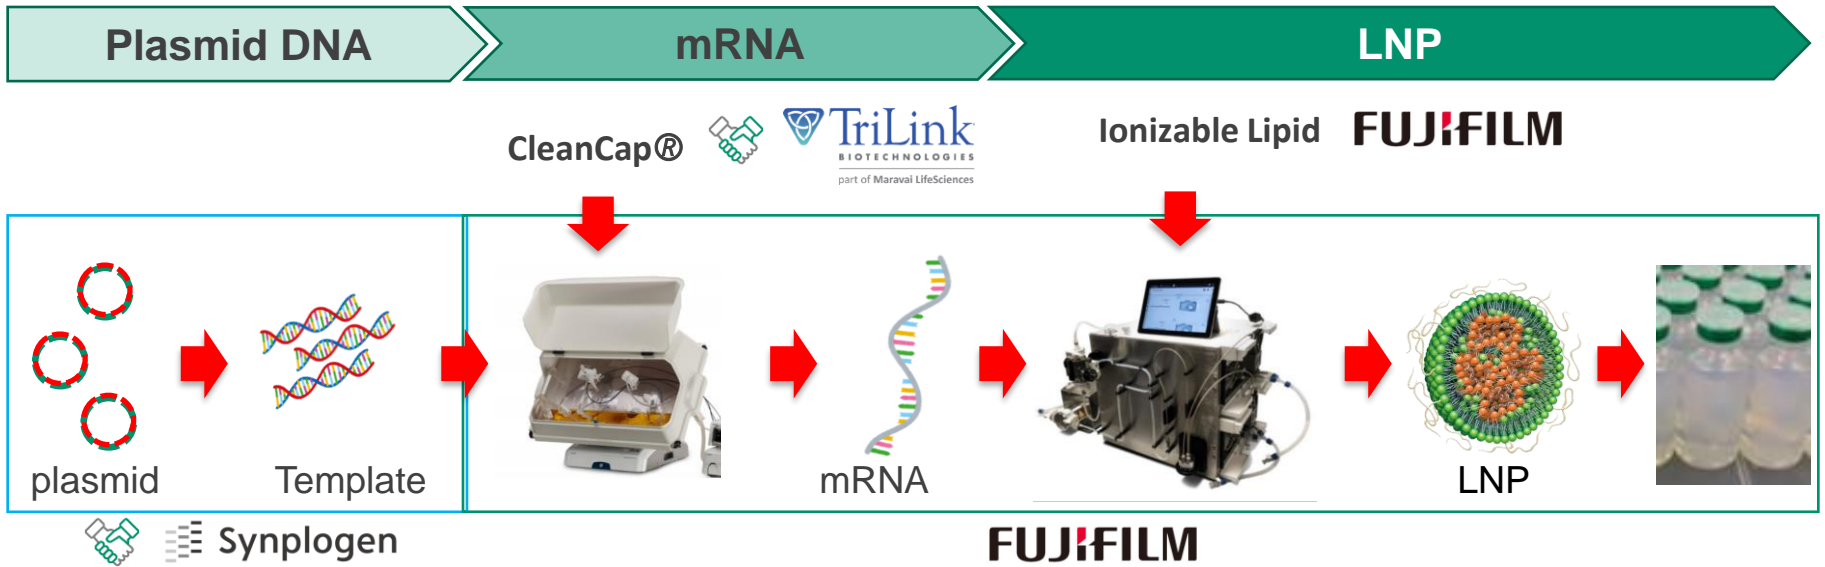 Plasmid DNA
mRNA
LNP
CleanCap®
TriLink
BIOTECHNOLOGIES
part of Maravai LifeSciences
Ionizable Lipid
FUJIFILM
plasmid
Template
mRNA
LNP
Synplogen
FUJIFILM